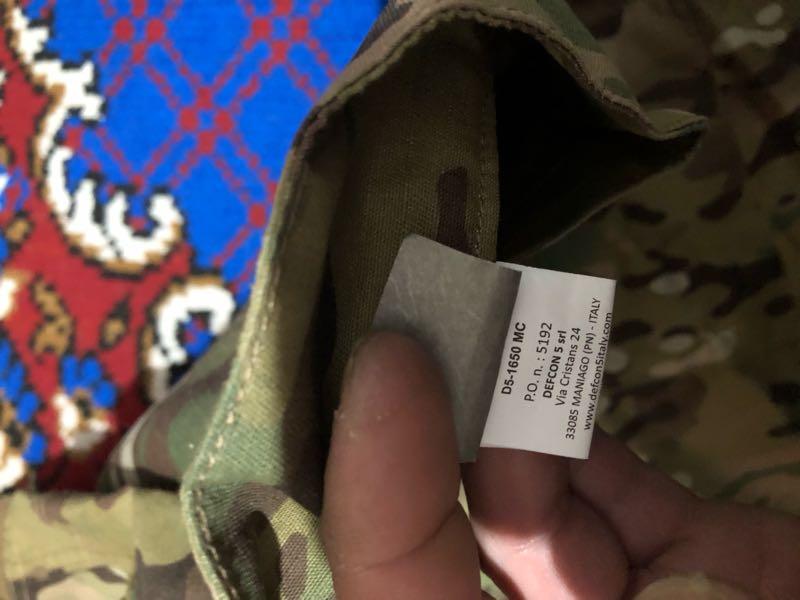 D5-1650 MC
P.O. n. : 5192
DEFCON 5 srl
Via Cristans 24
33085 MANIAGO (PN) - ITALY
www.defcon5italy.com